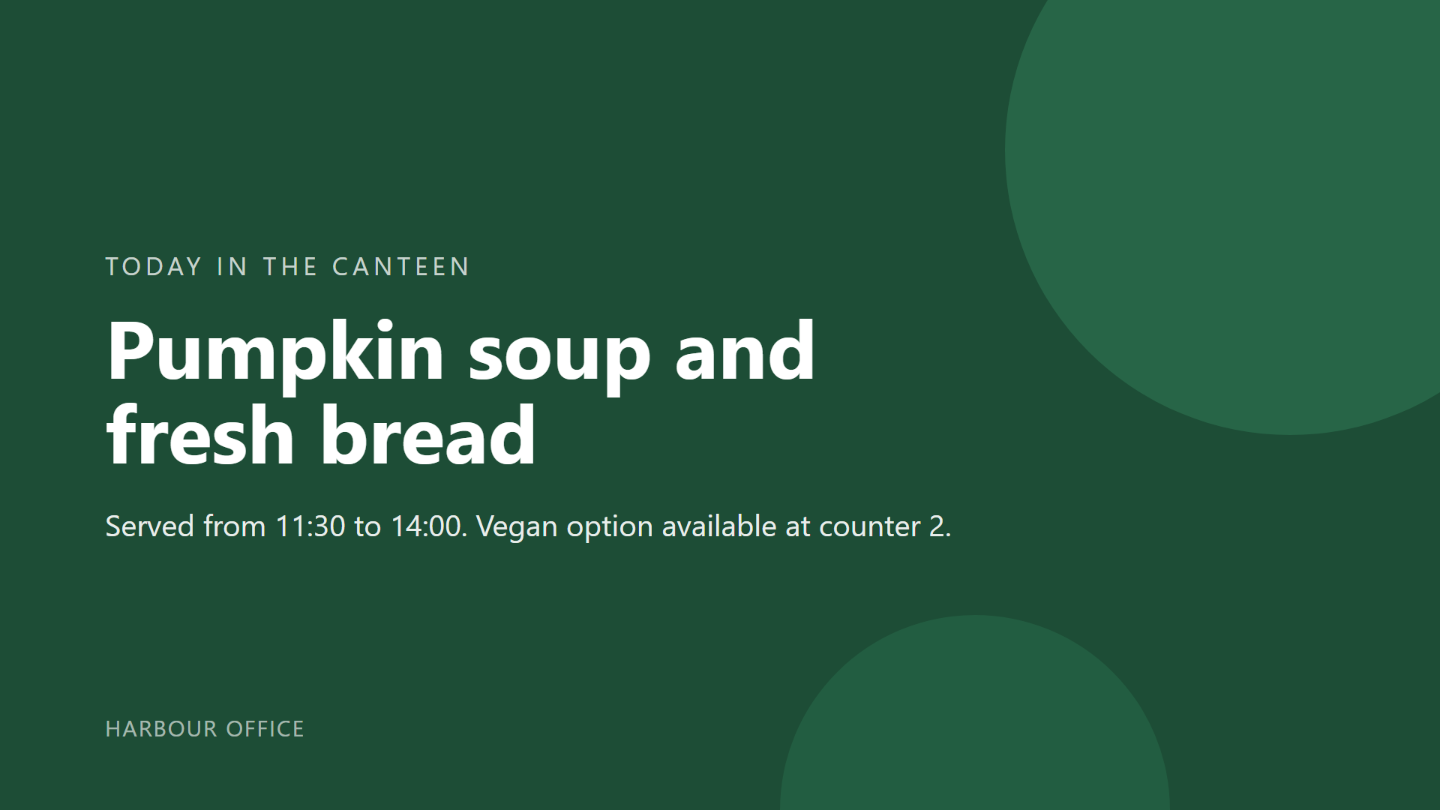 TODAY IN THE CANTEEN
Pumpkin soup and
fresh bread
Served from 11:30 to 14:00. Vegan option available at counter 2.
HARBOUR OFFICE